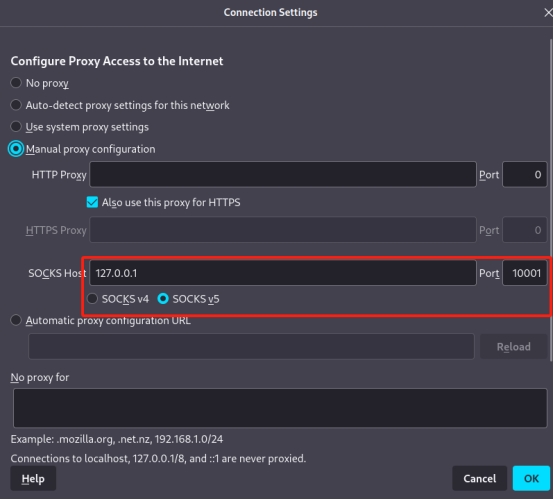 Connection Settings
Configure Proxy Access to the Internet
No proxy
Auto-detect proxy settings for this network
Use system proxy settings
Manual proxy configuration
HTTP Proxy Port 0
Also use this proxy for HTTPS
HTTPS Proxy Port 0
SOCKS Host 127.0.0.1 Port 10001
SOCKS v4 SOCKS v5
Automatic proxy configuration URL
Reload
No proxy for
Example: .mozilla.org, .net.nz, 192.168.1.0/24
Connections to localhost, 127.0.0.1/8, and ::1 are never proxied.
Help Cancel OK